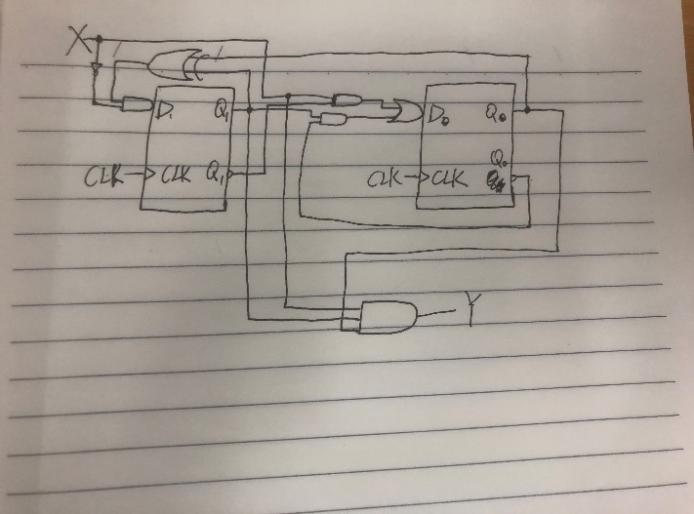 X
D₁ Q₁ D₀ Q₀
CLK CLK Q₁ CLK CLK Q₀
Y